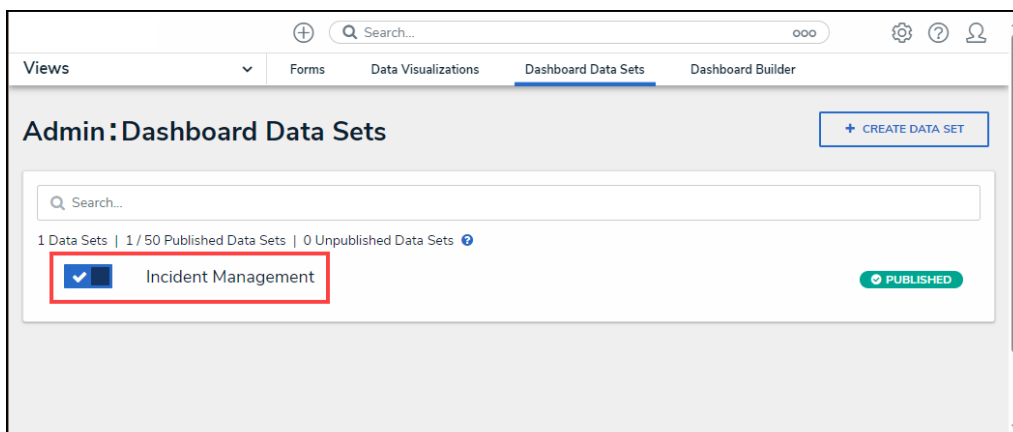 Search...
Views Forms Data Visualizations Dashboard Data Sets Dashboard Builder
Admin:Dashboard Data Sets
+ CREATE DATA SET
Search...
1 Data Sets | 1 / 50 Published Data Sets | 0 Unpublished Data Sets ?
Incident Management
PUBLISHED